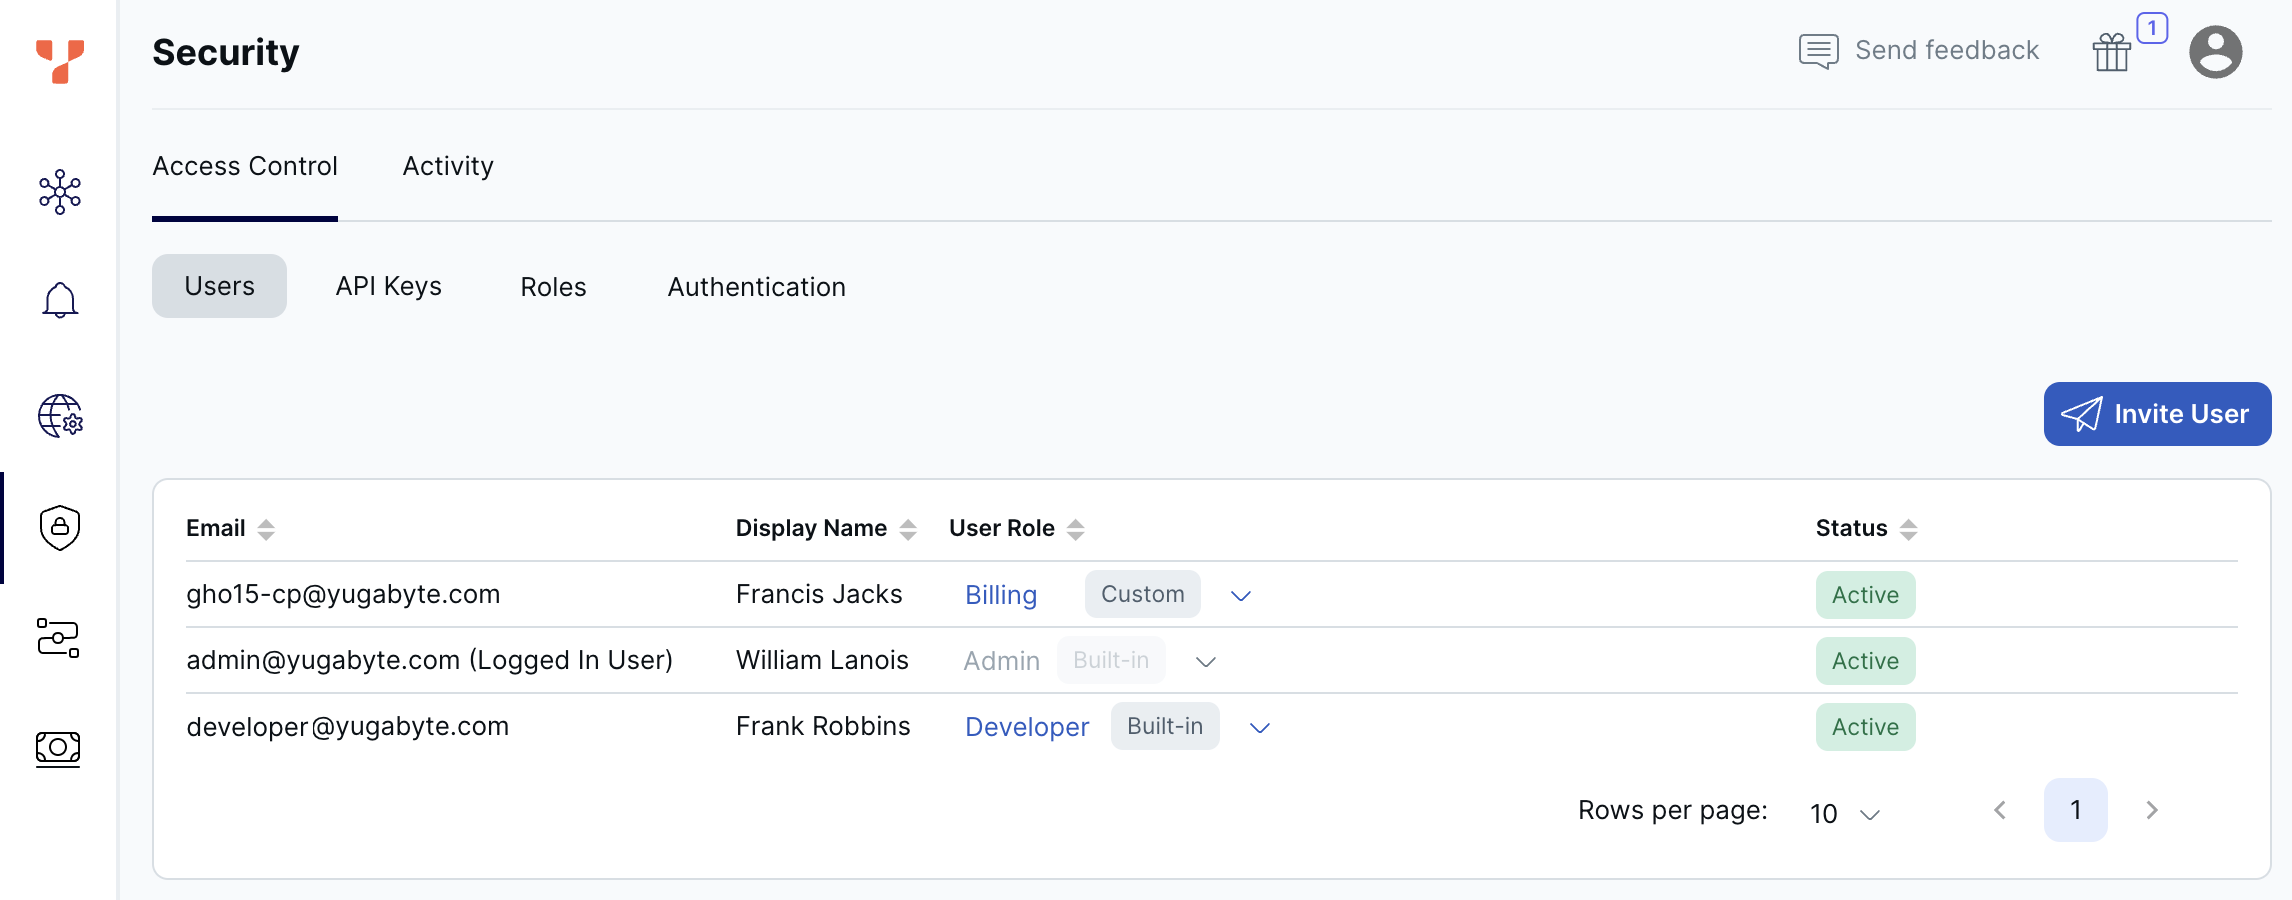 Security
Send feedback
1
Access Control Activity
Users API Keys Roles Authentication
Invite User
Email Display Name User Role Status
gho15-cp@yugabyte.com Francis Jacks Billing Custom Active
admin@yugabyte.com (Logged In User) William Lanois Admin Built-in Active
developer@yugabyte.com Frank Robbins Developer Built-in Active
Rows per page: 10 1